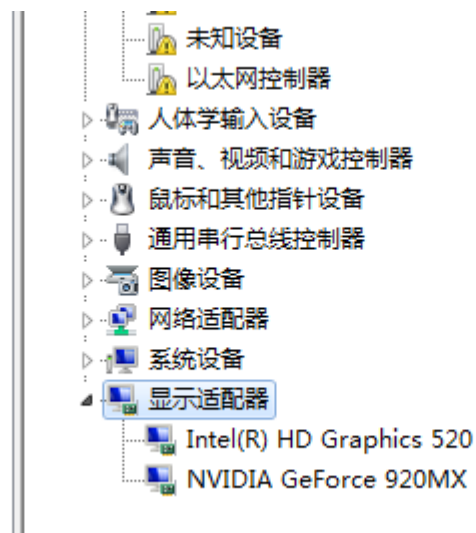 未知设备
以太网控制器
人体学输入设备
声音、视频和游戏控制器
鼠标和其他指针设备
通用串行总线控制器
图像设备
网络适配器
系统设备
显示适配器
Intel(R) HD Graphics 520
NVIDIA GeForce 920MX